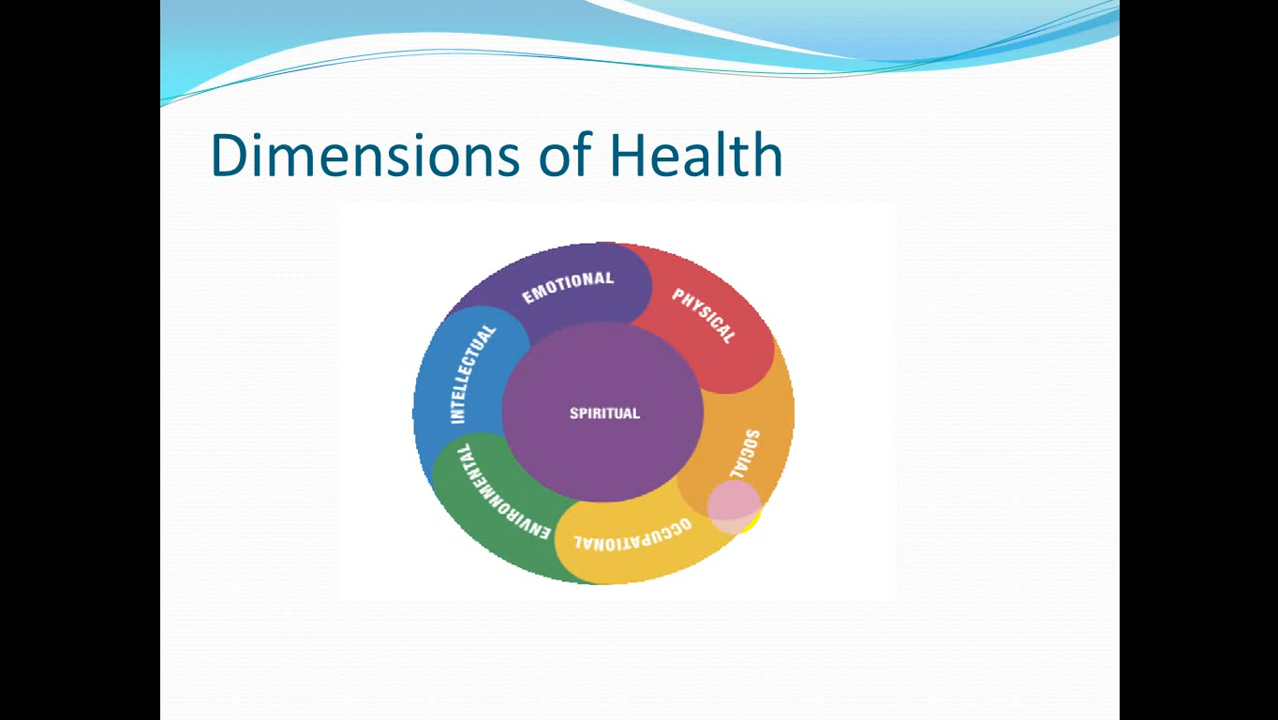 Dimensions of Health
EMOTIONAL
PHYSICAL
INTELLECTUAL
SPIRITUAL
SOCIAL
ENVIRONMENTAL
OCCUPATIONAL